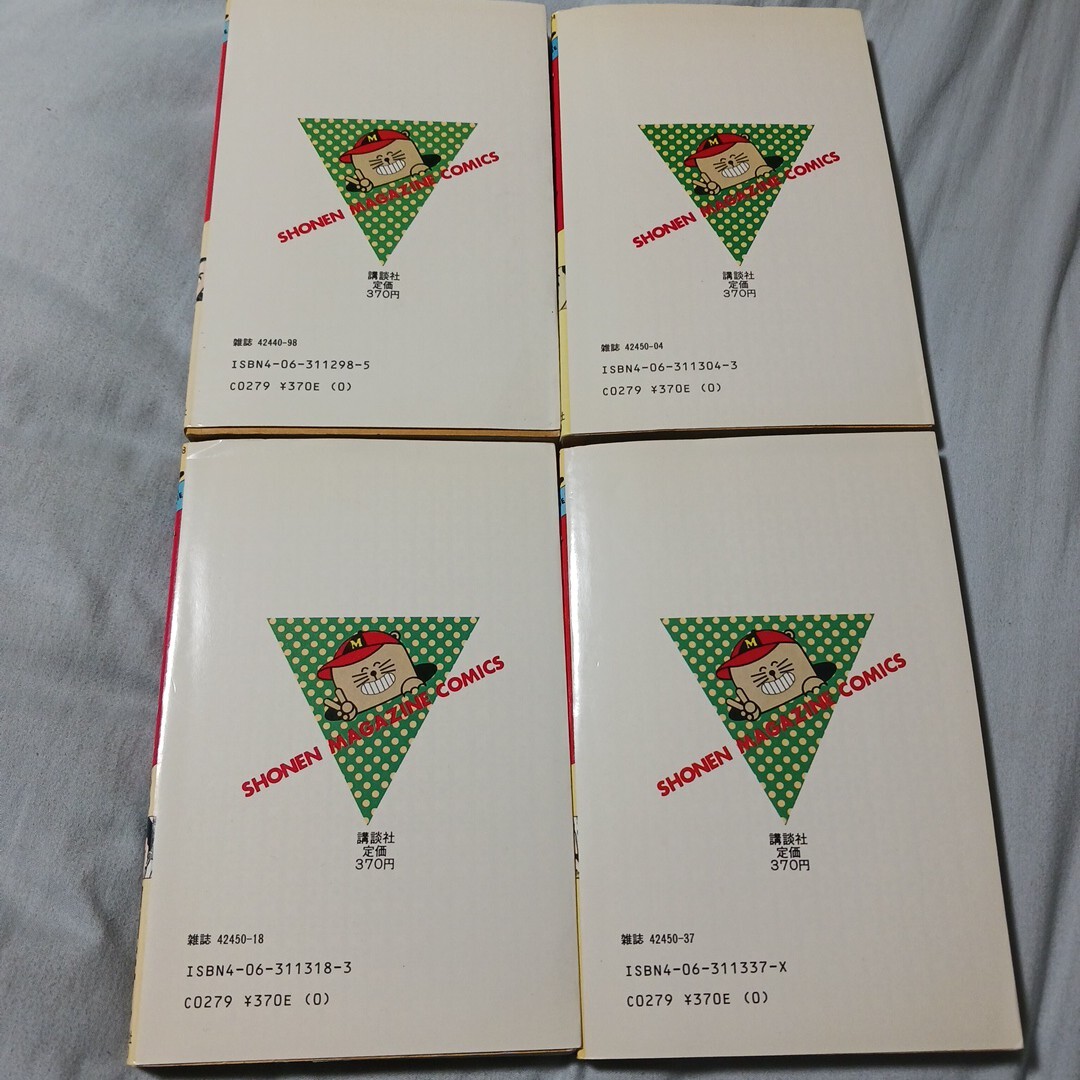 M
SHONEN MAGAZINE COMICS
講談社
定価
370円
雑誌 42440-98
ISBN4-06-311298-5
C0279 ¥370E (0)
M
SHONEN MAGAZINE COMICS
講談社
定価
370円
雑誌 42450-04
ISBN4-06-311304-3
C0279 ¥370E (0)
M
SHONEN MAGAZINE COMICS
講談社
定価
370円
雑誌 42450-18
ISBN4-06-311318-3
C0279 ¥370E (0)
M
SHONEN MAGAZINE COMICS
講談社
定価
370円
雑誌 42450-37
ISBN4-06-311337-X
C0279 ¥370E (0)